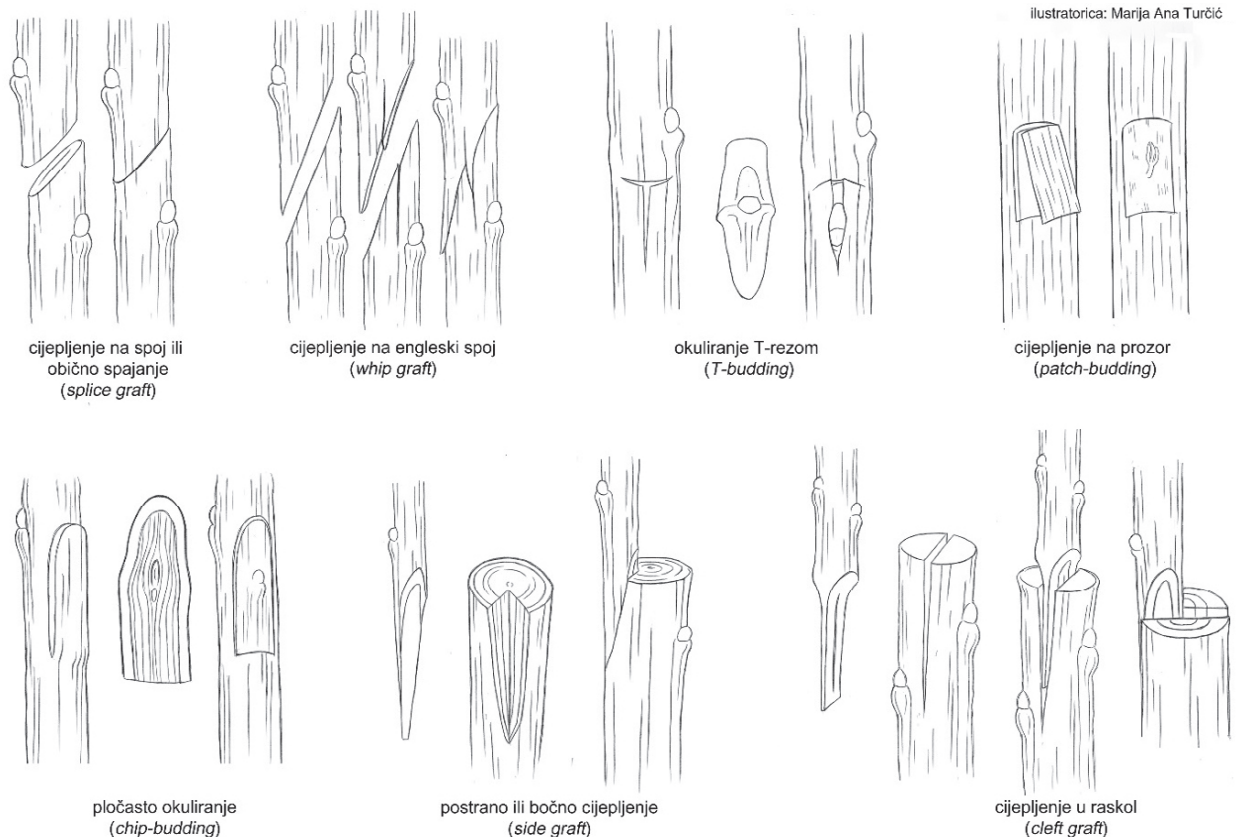 ilustratorica: Marija Ana Turčić
cijepljenje na spoj ili
obično spajanje
(splice graft)
cijepljenje na engleski spoj
(whip graft)
okuliranje T-rezom
(T-budding)
cijepljenje na prozor
(patch-budding)
pločasto okuliranje
(chip-budding)
postrano ili bočno cijepljenje
(side graft)
cijepljenje u raskol
(cleft graft)